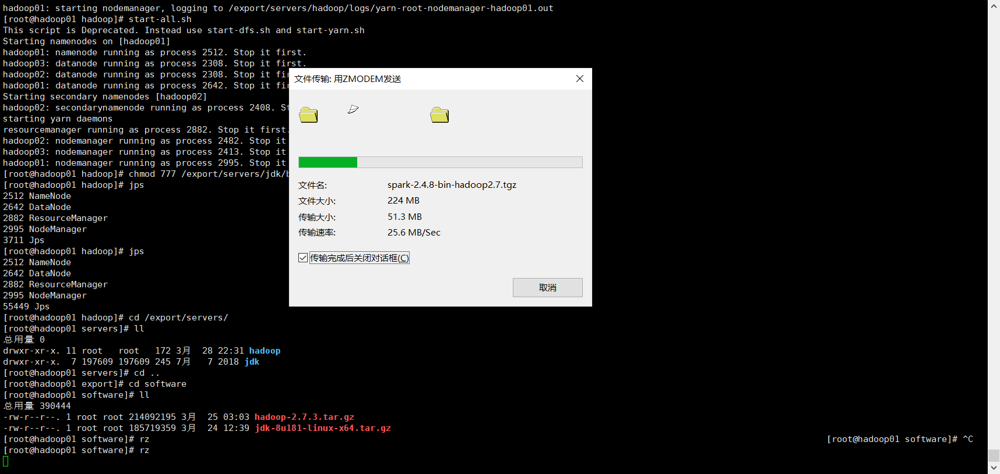 hadoop01: starting nodemanager, logging to /export/servers/hadoop/logs/yarn-root-nodemanager-hadoop01.out
[root@hadoop01 hadoop]# start-all.sh
This script is Deprecated. Instead use start-dfs.sh and start-yarn.sh
Starting namenodes on [hadoop01]
hadoop01: namenode running as process 2512. Stop it first.
hadoop03: datanode running as process 2308. Stop it first.
hadoop02: datanode running as process 2308. Stop it fi
hadoop01: datanode running as process 2642. Stop it fi
Starting secondary namenodes [hadoop02]
hadoop02: secondarynamenode running as process 2408. St
starting yarn daemons
resourcemanager running as process 2882. Stop it first.
hadoop02: nodemanager running as process 2482. Stop it
hadoop03: nodemanager running as process 2413. Stop it
hadoop01: nodemanager running as process 2995. Stop it
[root@hadoop01 hadoop]# chmod 777 /export/servers/jdk/b
[root@hadoop01 hadoop]# jps
2512 NameNode
2642 DataNode
2882 ResourceManager
2995 NodeManager
3711 Jps
[root@hadoop01 hadoop]# jps
2512 NameNode
2642 DataNode
2882 ResourceManager
2995 NodeManager
55449 Jps
[root@hadoop01 hadoop]# cd /export/servers/
[root@hadoop01 servers]# ll
总用量 0
drwxr-xr-x. 11 root   root   172 3月  28 22:31 hadoop
drwxr-xr-x.  7 197609 197609 245 7月   7 2018 jdk
[root@hadoop01 servers]# cd ..
[root@hadoop01 export]# cd software
[root@hadoop01 software]# ll
总用量 390444
-rw-r--r--. 1 root root 214092195 3月  25 03:03 hadoop-2.7.3.tar.gz
-rw-r--r--. 1 root root 185719359 3月  24 12:39 jdk-8u181-linux-x64.tar.gz
[root@hadoop01 software]# rz [root@hadoop01 software]# ^C
[root@hadoop01 software]# rz
文件传输: 用ZMODEM发送
文件名: spark-2.4.8-bin-hadoop2.7.tgz
文件大小: 224 MB
传输大小: 51.3 MB
传输速率: 25.6 MB/Sec
传输完成后关闭对话框(C)
取消